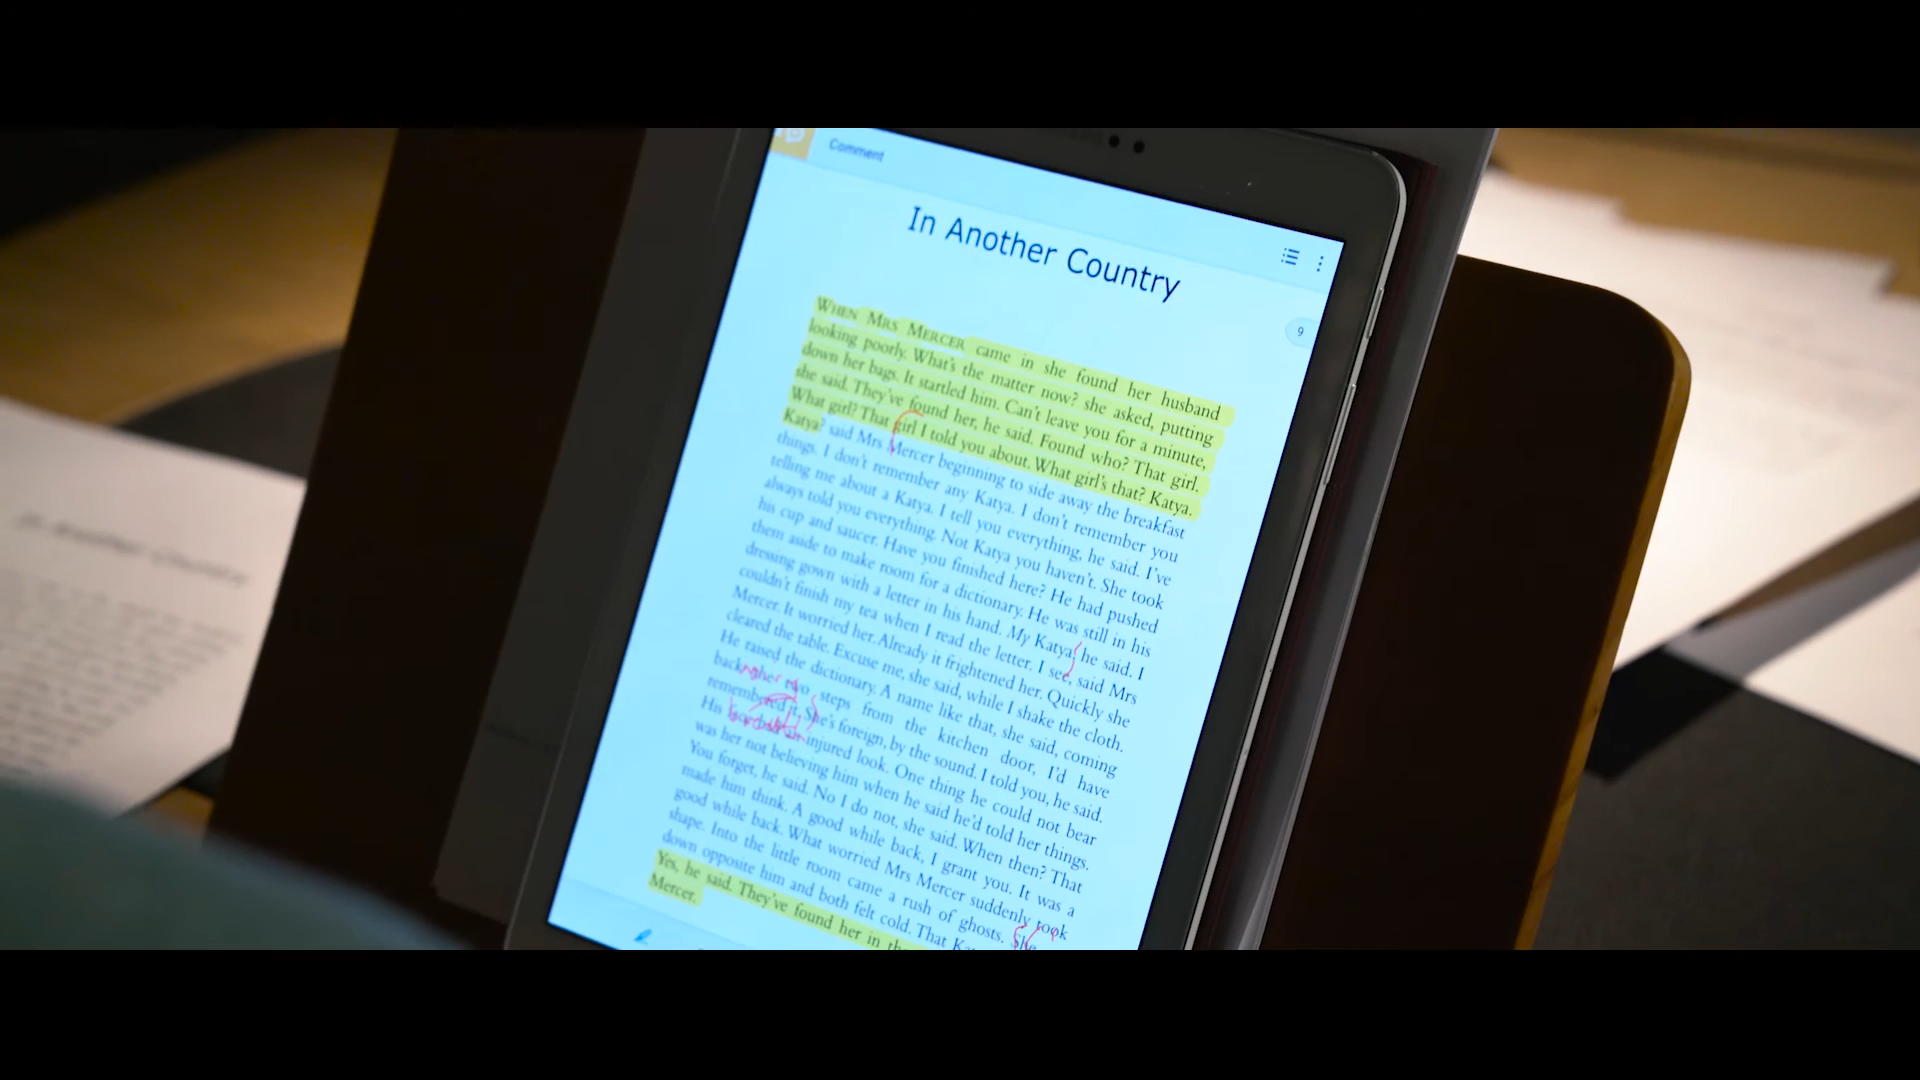 Comment
In Another Country
9
WHEN MRS MERCER came in she found her husband
looking poorly. What's the matter now? she asked, putting
down her bags. It startled him. Can't leave you for a minute,
she said. They've found her, he said. Found who? That girl.
What girl? That girl I told you about. What girl's that? Katya.
Katya? said Mrs Mercer beginning to side away the breakfast
things. I don't remember any Katya. I don't remember you
telling me about a Katya. I tell you everything, he said. I've
always told you everything. Not Katya you haven't. She took
his cup and saucer. Have you finished here? He had pushed
them aside to make room for a dictionary. He was still in his
dressing gown with a letter in his hand. My Katya, he said. I
couldn't finish my tea when I read the letter. I see, said Mrs
Mercer. It worried her. Already it frightened her. Quickly she
cleared the table. Excuse me, she said, while I shake the cloth.
He raised the dictionary. A name like that, she said, coming
back two steps from the kitchen door, I'd have
remembered it. She's foreign, by the sound. I told you, he said.
His injured look. One thing he could not bear
was her not believing him when he said he'd told her things.
You forget, he said. No I do not, she said. When then? That
made him think. A good while back, I grant you. It was a
good while back. What worried Mrs Mercer suddenly took
shape. Into the little room came a rush of ghosts. She
down opposite him and both felt cold. That
Yes, he said. They've found her in
Mercer.
In Another Country